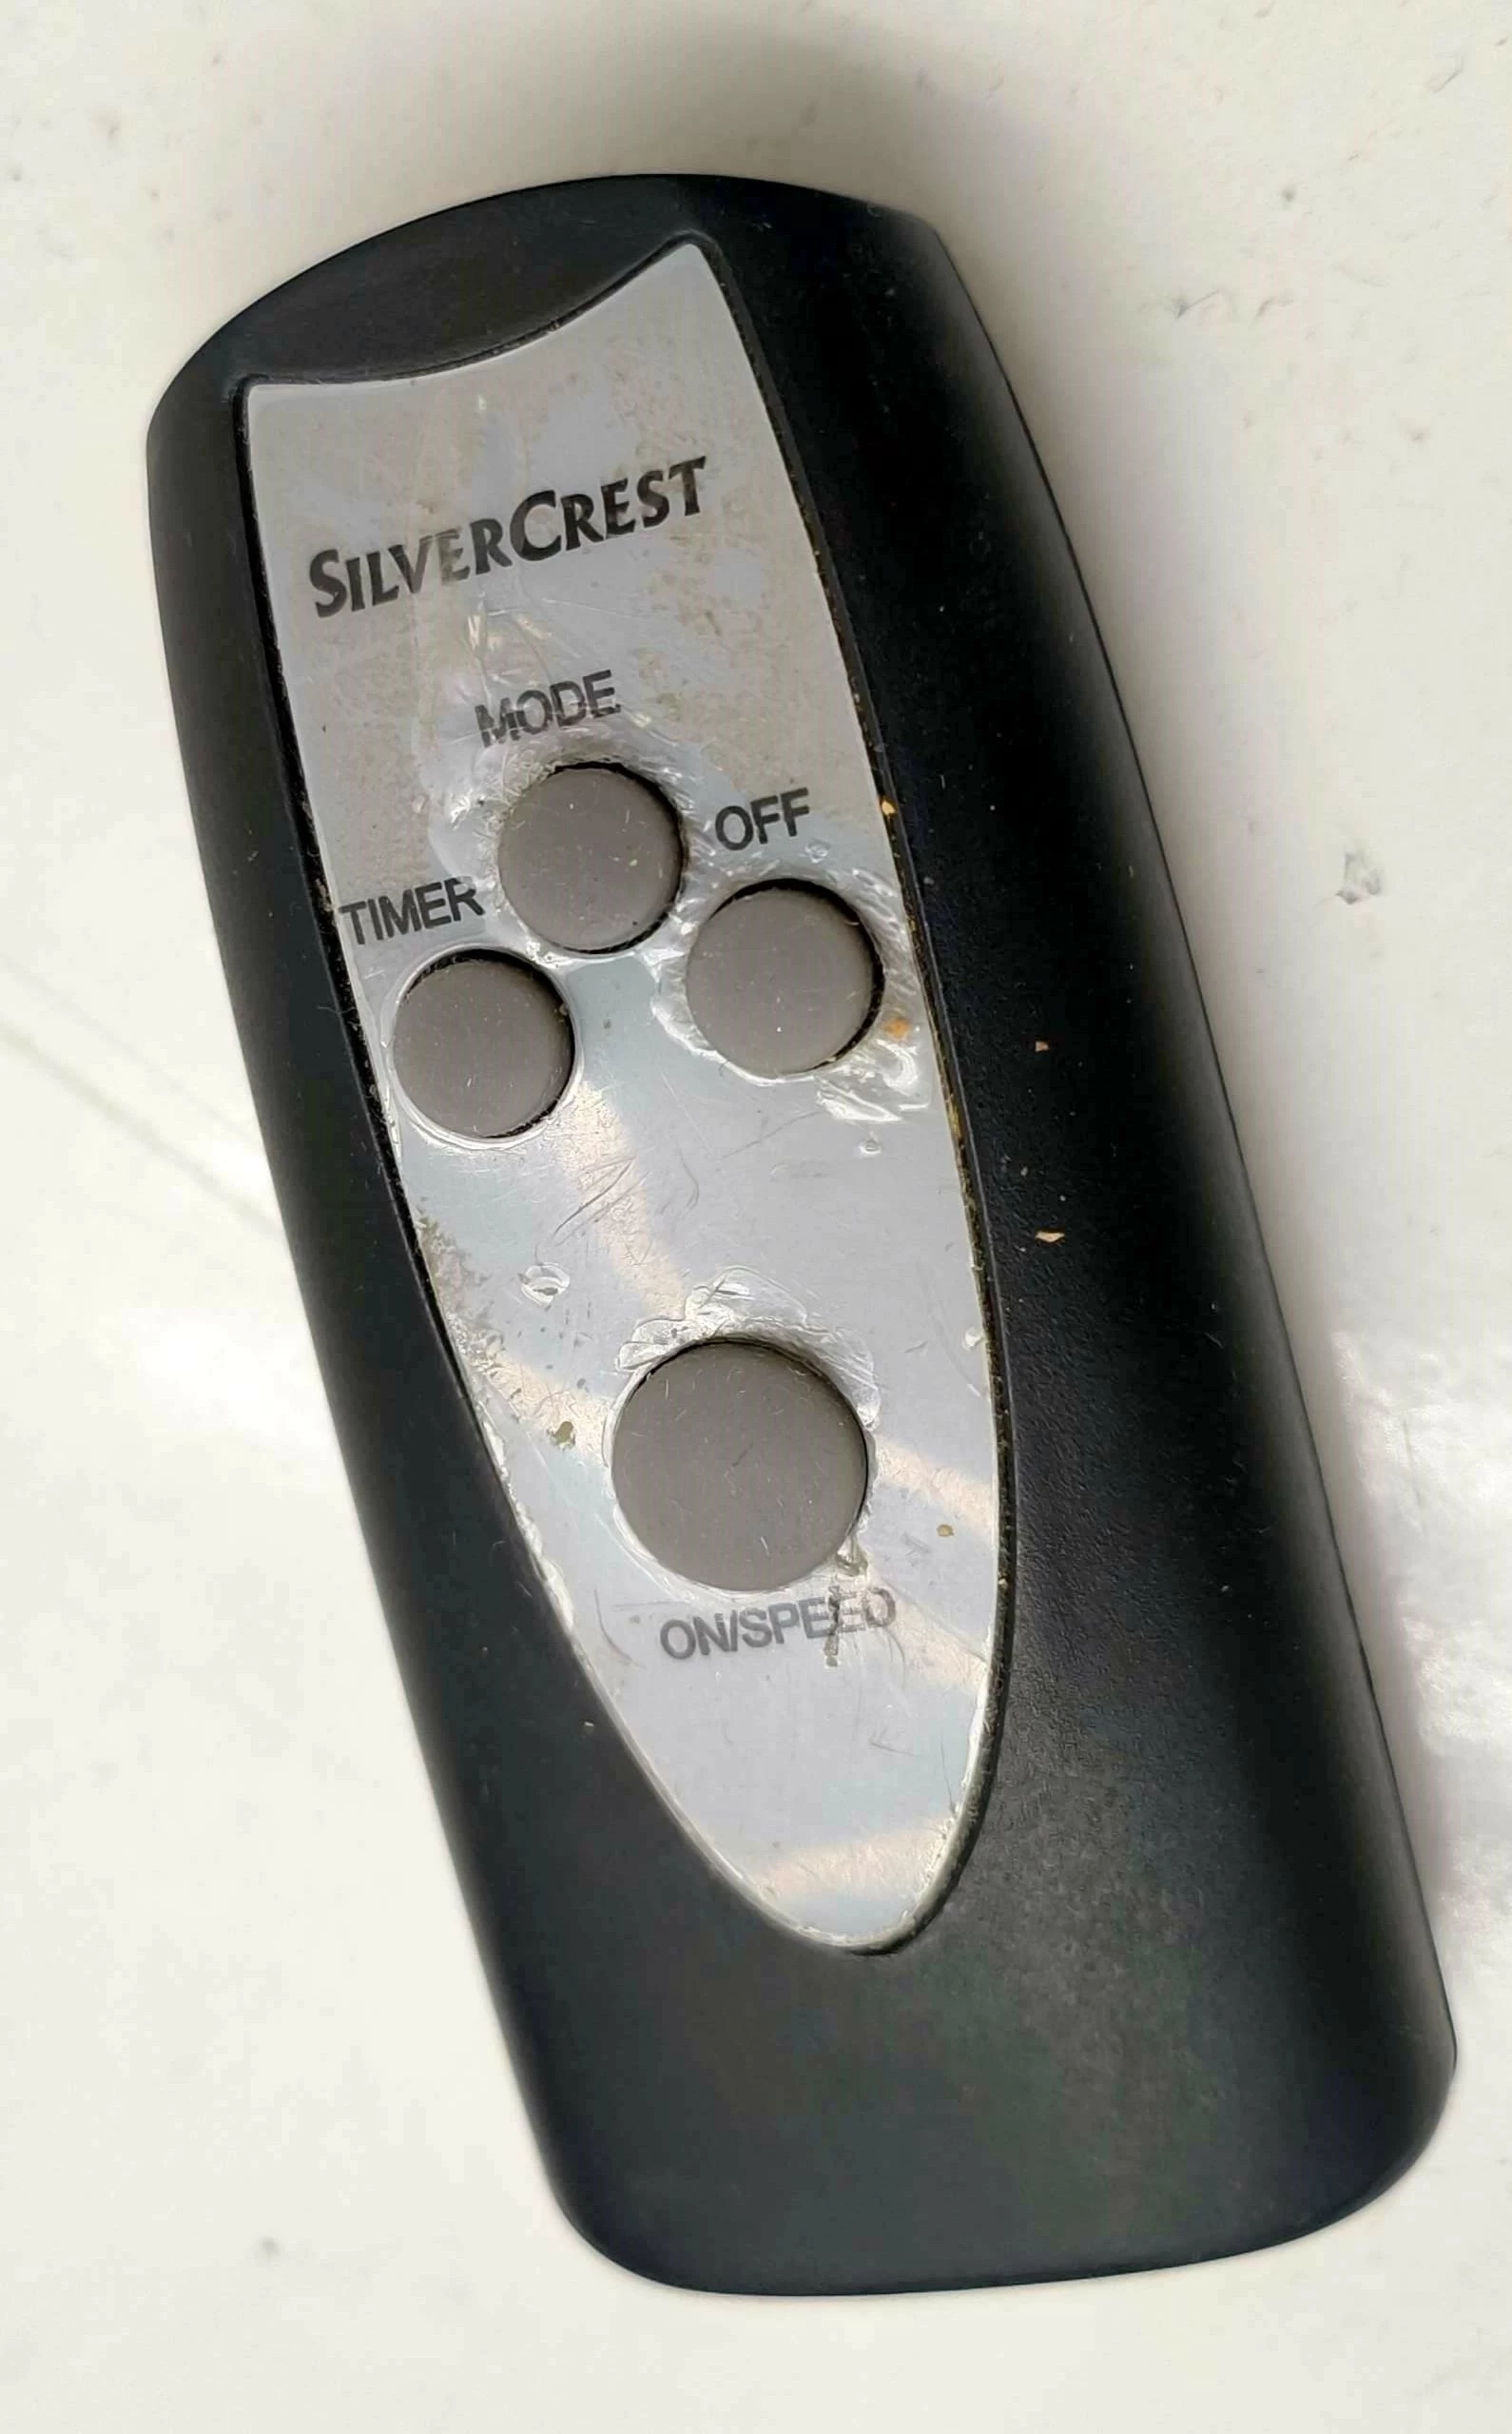 SILVERCREST
MODE
OFF
TIMER
ON/SPEED